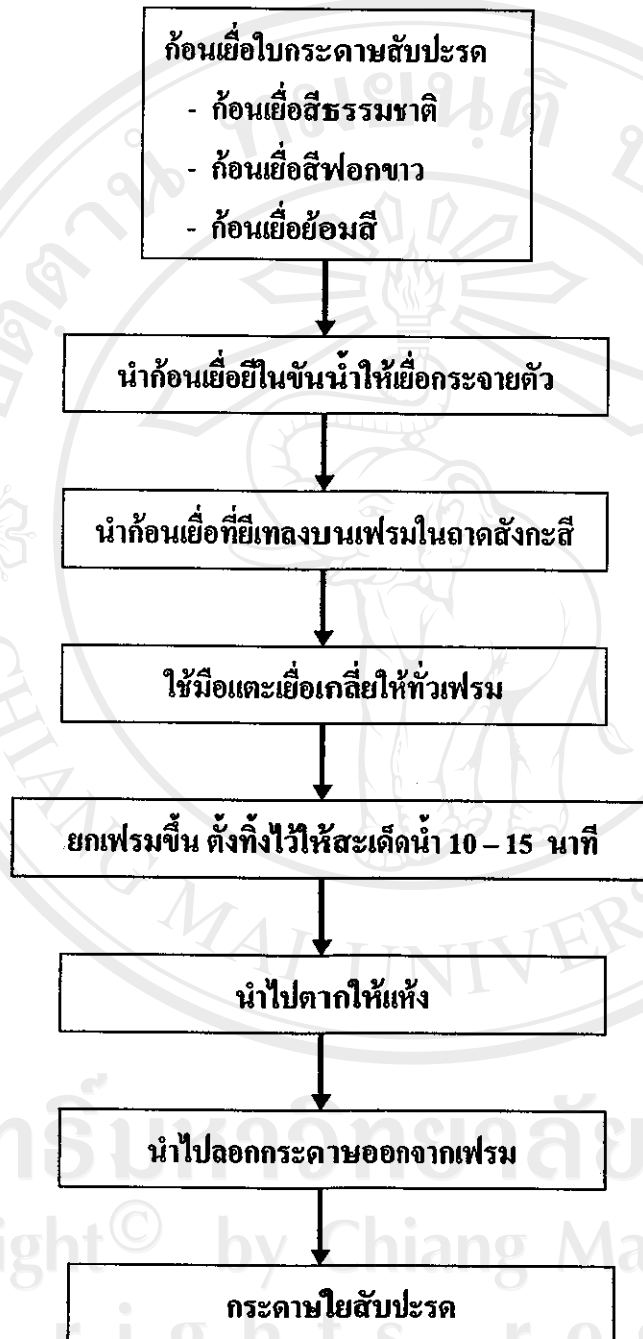 ก้อนเยื่อใบกระดาษสับปะรด
- ก้อนเยื่อสีธรรมชาติ
- ก้อนเยื่อสีฟอกขาว
- ก้อนเยื่อย้อมสี
นำก้อนเยื่อยีในขันน้ำให้เยื่อกระจายตัว
นำก้อนเยื่อที่ยีเทลงบนเฟรมในถาดสังกะสี
ใช้มือแตะเยื่อเกลี่ยให้ทั่วเฟรม
ยกเฟรมขึ้น ตั้งทิ้งไว้ให้สะเด็ดน้ำ 10 – 15 นาที
นำไปตากให้แห้ง
นำไปลอกกระดาษออกจากเฟรม
กระดาษใยสับปะรด